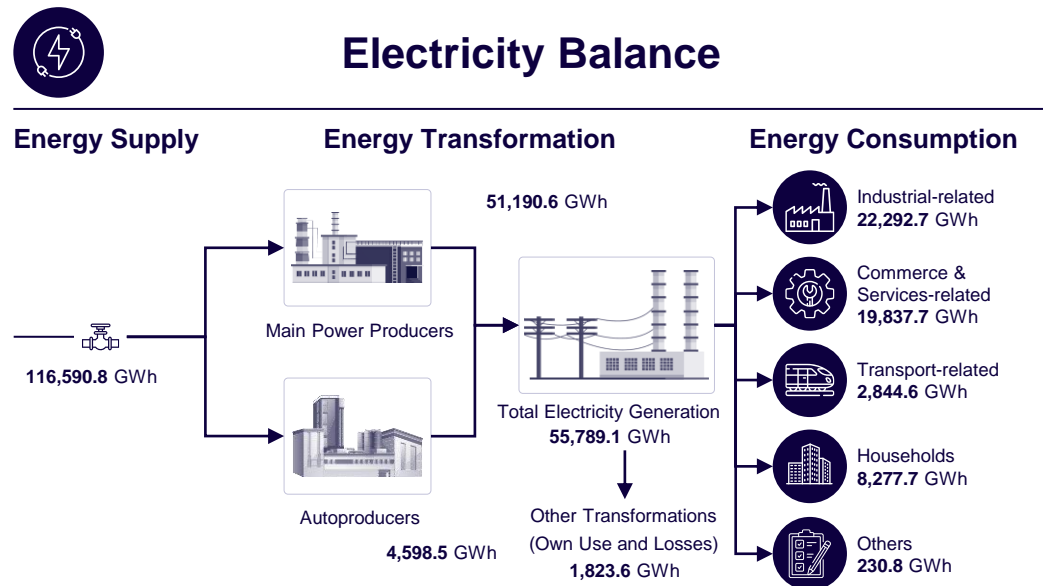 Electricity Balance
Energy Supply
Energy Transformation
Energy Consumption
116,590.8 GWh
51,190.6 GWh
Main Power Producers
Autoproducers
4,598.5 GWh
Total Electricity Generation
55,789.1 GWh
Other Transformations
(Own Use and Losses)
1,823.6 GWh
Industrial-related
22,292.7 GWh
Commerce &
Services-related
19,837.7 GWh
Transport-related
2,844.6 GWh
Households
8,277.7 GWh
Others
230.8 GWh